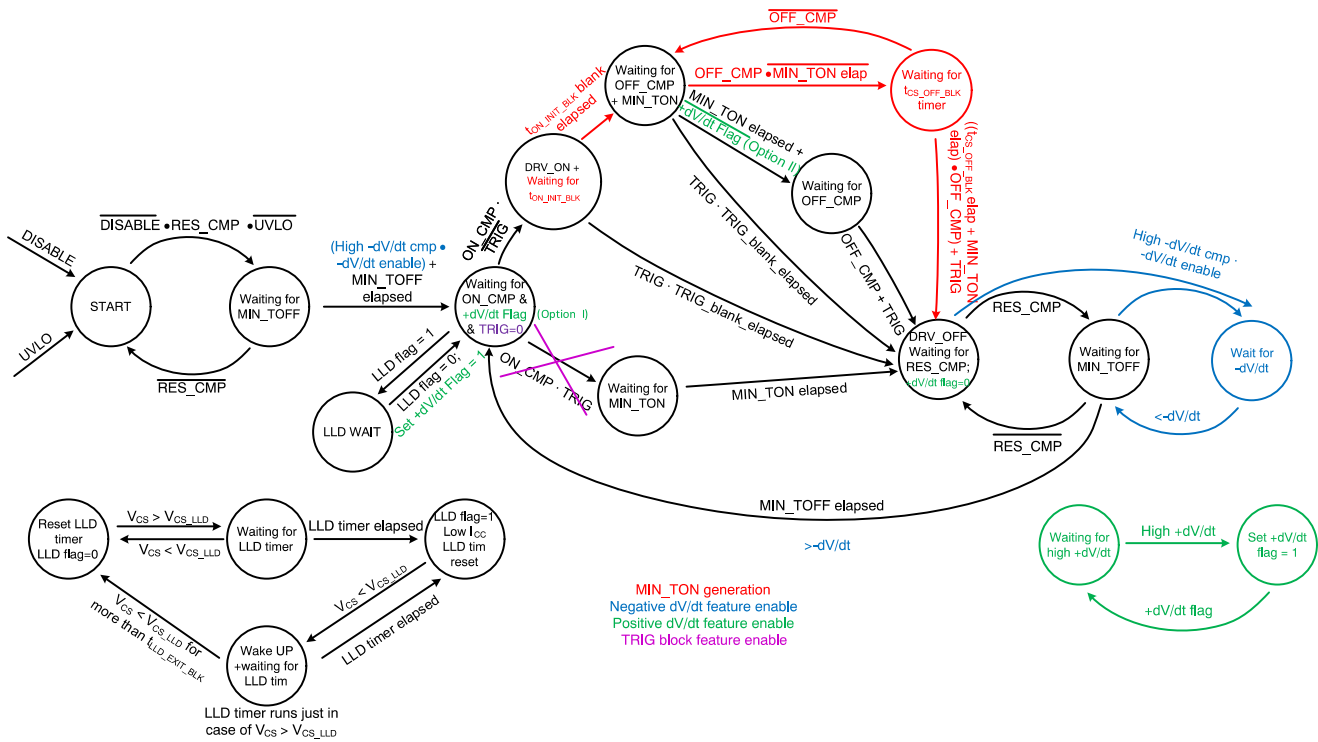 OFF_CMP
Waiting for
OFF_CMP
+ MIN_TON
OFF_CMP •MIN_TON elap
Waiting for
tCS_OFF_BLK
timer
tON_INIT_BLK blank
elapsed
MIN_TON elapsed +
+dV/dt Flag (Option II)
((tCS_OFF_BLK elap + MIN_TON
elap) •OFF_CMP) + TRIG
DRV_ON +
Waiting for
tON_INIT_BLK
Waiting for
OFF_CMP
TRIG · TRIG_blank_elapsed
OFF_CMP + TRIG
DISABLE •RES_CMP •UVLO
DISABLE
UVLO
START
Waiting for
MIN_TOFF
RES_CMP
(High -dV/dt cmp •
-dV/dt enable) +
MIN_TOFF
elapsed
ON_CMP ·
TRIG
Waiting for
ON_CMP &
+dV/dt Flag (Option I)
& TRIG=0
TRIG · TRIG_blank_elapsed
High -dV/dt cmp ·
-dV/dt enable
RES_CMP
DRV_OFF
Waiting for
RES_CMP;
+dV/dt flag=0
Waiting for
MIN_TOFF
Wait for
-dV/dt
<-dV/dt
RES_CMP
LLD flag = 1
LLD flag = 0;
Set +dV/dt Flag = 1
LLD WAIT
ON_CMP · TRIG
Waiting for
MIN_TON
MIN_TON elapsed
MIN_TOFF elapsed
>-dV/dt
Reset LLD
timer
LLD flag=0
VCS > VCS_LLD
VCS < VCS_LLD
Waiting for
LLD timer
LLD timer elapsed
LLD flag=1
Low ICC
LLD tim
reset
VCS < VCS_LLD
LLD timer elapsed
VCS < VCS_LLD for
more than tLLD_EXIT_BLK
Wake UP
+waiting for
LLD tim
LLD timer runs just in
case of VCS > VCS_LLD
MIN_TON generation
Negative dV/dt feature enable
Positive dV/dt feature enable
TRIG block feature enable
Waiting for
high +dV/dt
High +dV/dt
Set +dV/dt
flag = 1
+dV/dt flag